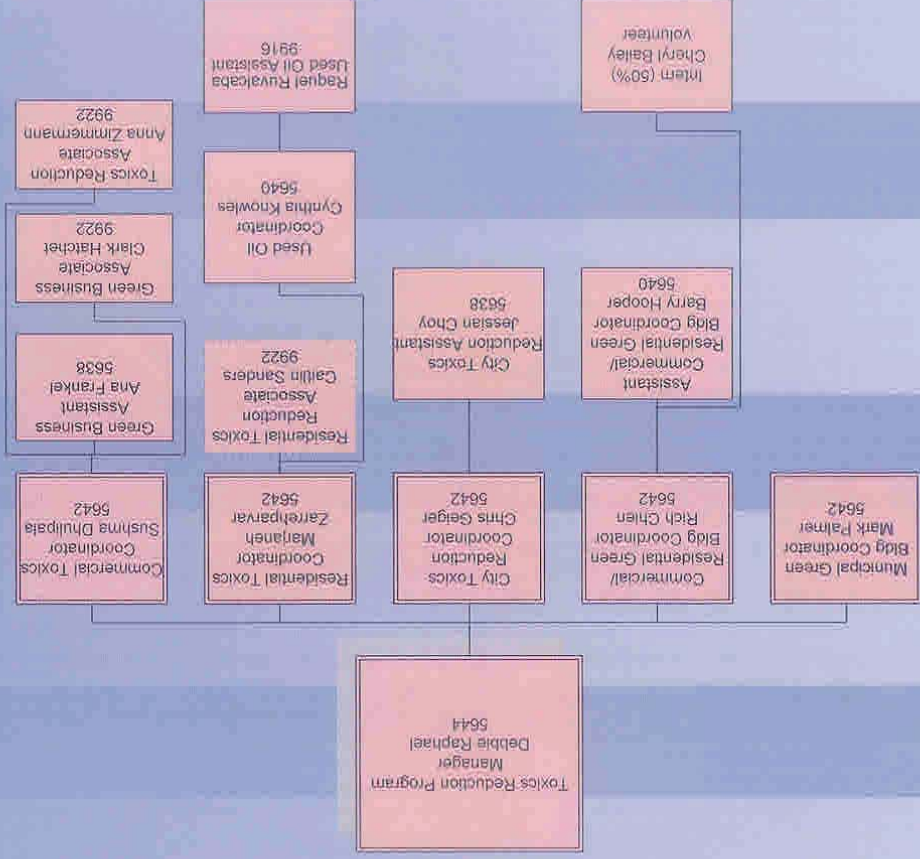 Toxics Reduction Program
Manager
Debbie Raphael
5644
Municipal Green
Bldg Coordinator
Mark Palmer
5642
Commercial/
Residential Green
Bldg Coordinator
Rich Chien
5642
City Toxics
Reduction
Coordinator
Chris Geiger
5642
Residential Toxics
Coordinator
Marjaneh
Zarrehparvar
5642
Commercial Toxics
Coordinator
Sushma Dhulipala
5642
Assistant
Commercial/
Residential Green
Bldg Coordinator
Barry Hooper
5640
City Toxics
Reduction Assistant
Jessian Choy
5638
Residential Toxics
Reduction
Associate
Caitlin Sanders
9922
Green Business
Assistant
Ana Frankel
5638
Used Oil
Coordinator
Cynthia Knowles
5640
Green Business
Associate
Clark Hatchet
9922
Toxics Reduction
Associate
Anna Zimmermann
9922
Intern (50%)
Cheryl Bailey
volunteer
Raquel Ruvalcaba
Used Oil Assistant
9916